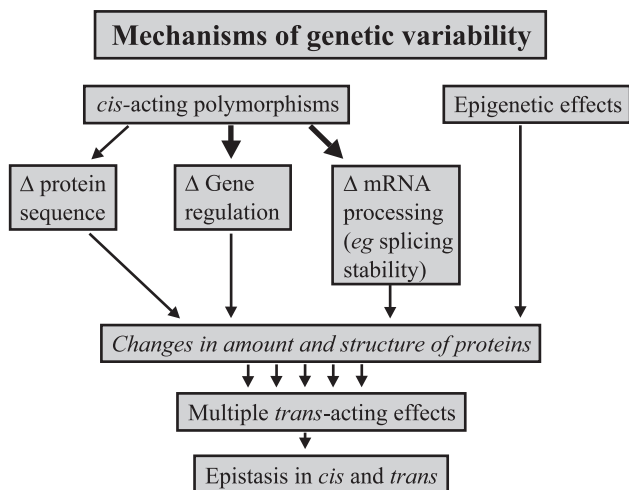 Mechanisms of genetic variability
cis-acting polymorphisms
Epigenetic effects
Δ protein
sequence
Δ Gene
regulation
Δ mRNA
processing
(eg splicing
stability)
Changes in amount and structure of proteins
Multiple trans-acting effects
Epistasis in cis and trans